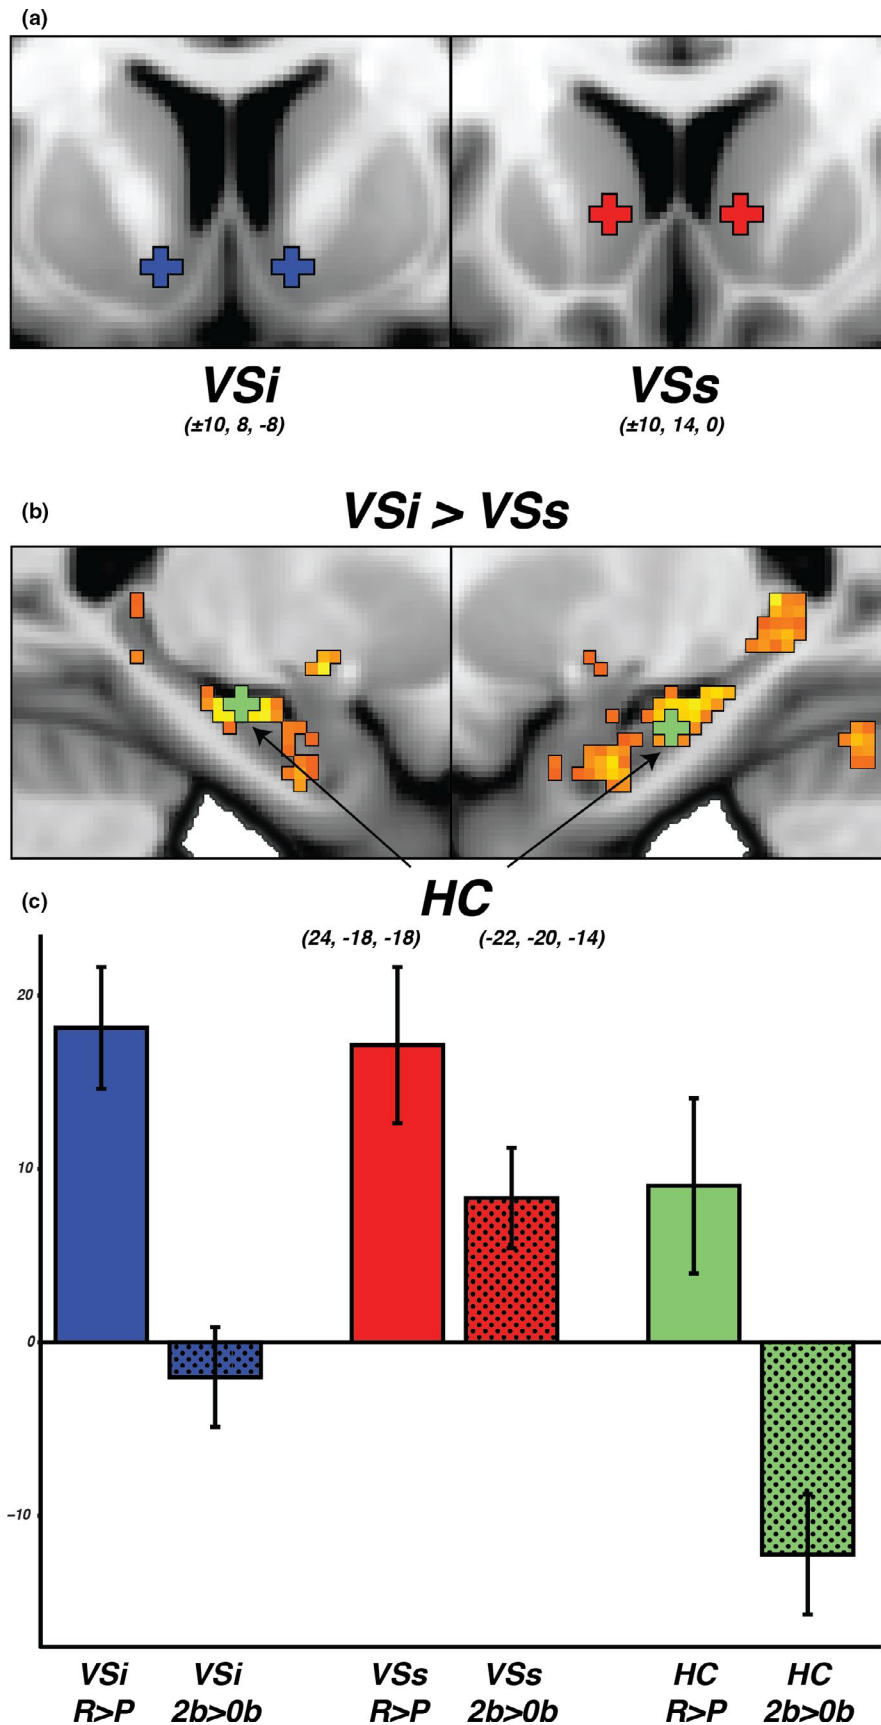 (a)
VSi
VSs
(±10, 8, -8)
(±10, 14, 0)
(b)
VSi > VSs
HC
(c)
(24, -18, -18)
(-22, -20, -14)
20
10
0
−10
VSi
R>P
VSi
2b>0b
VSs
R>P
VSs
2b>0b
HC
R>P
HC
2b>0b